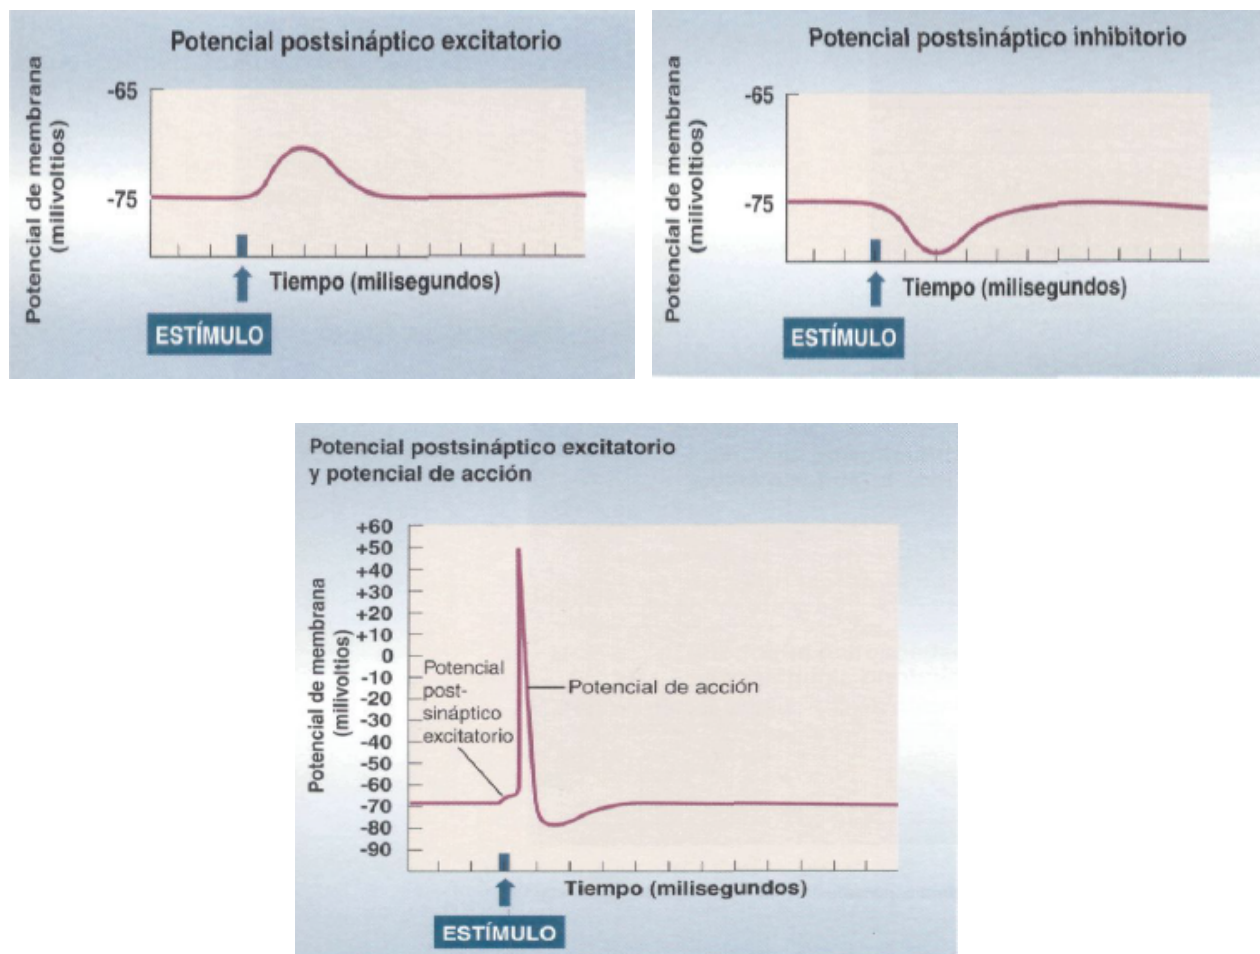 Potencial postsináptico excitatorio
Potencial de membrana
(milivoltios)
-65
-75
Tiempo (milisegundos)
ESTÍMULO
Potencial postsináptico inhibitorio
Potencial de membrana
(milivoltios)
-65
-75
Tiempo (milisegundos)
ESTÍMULO
Potencial postsináptico excitatorio
y potencial de acción
Potencial de membrana
(milivoltios)
+60
+50
+40
+30
+20
+10
0
-10
-20
-30
-40
-50
-60
-70
-80
-90
Potencial
post-
sináptico
excitatorio
Potencial de acción
Tiempo (milisegundos)
ESTÍMULO